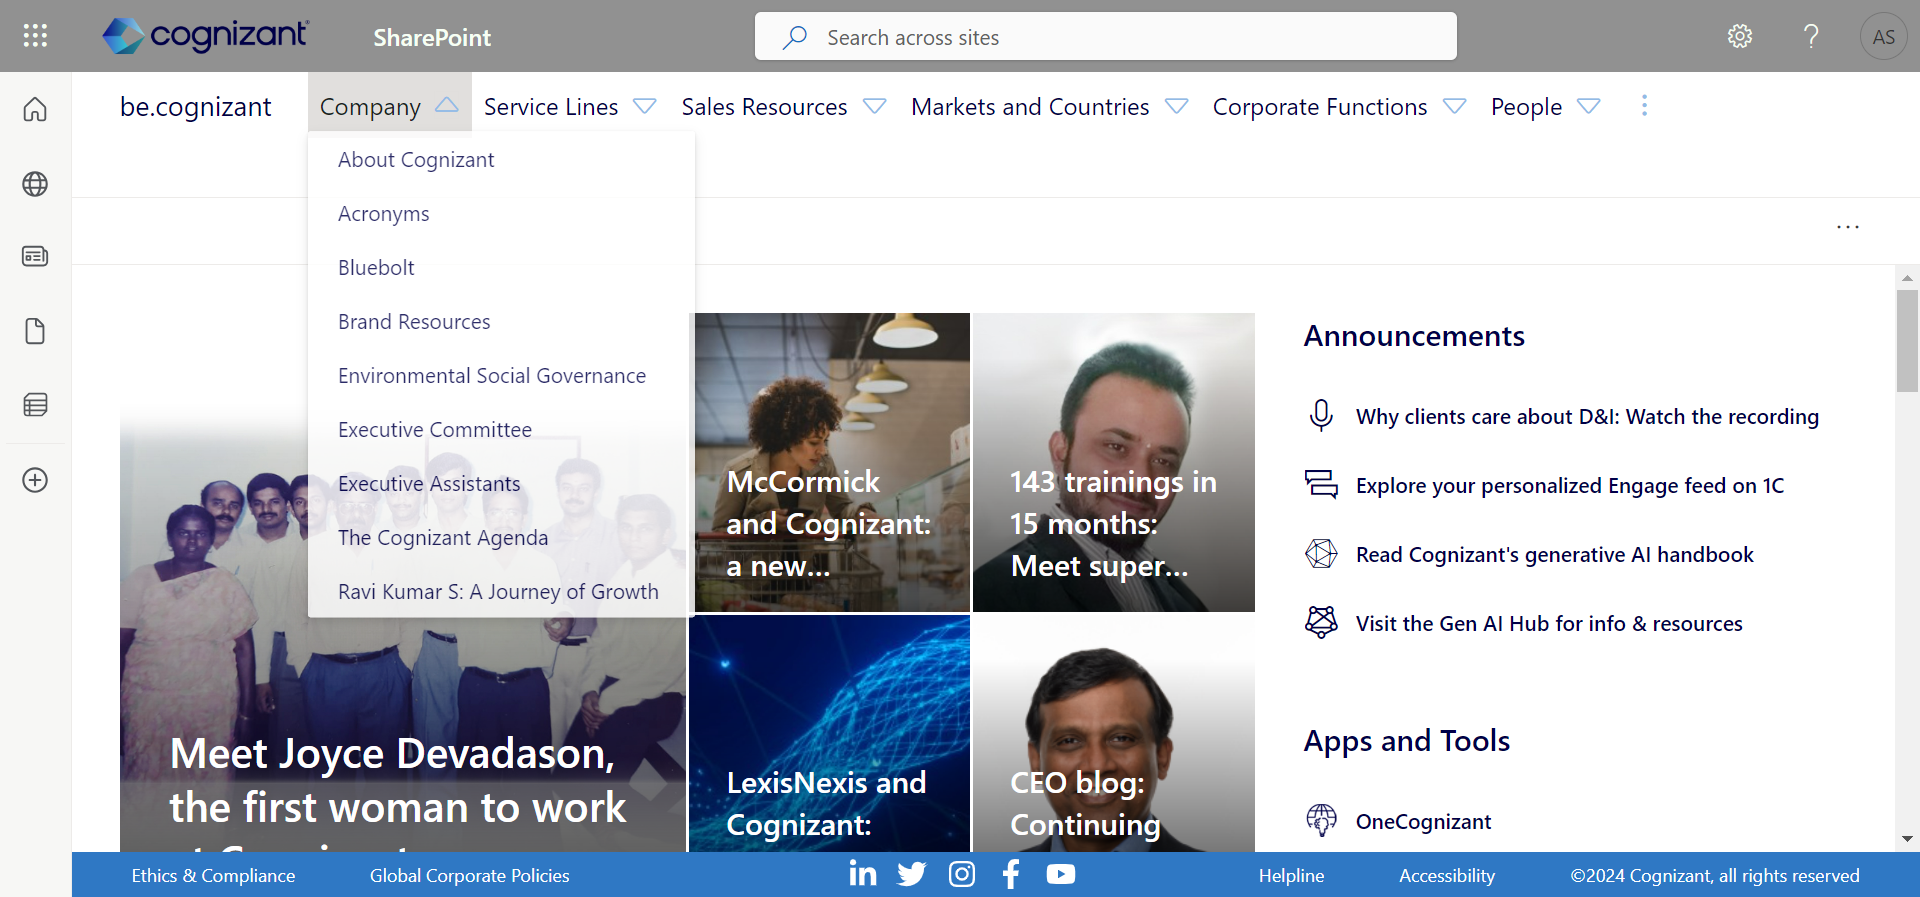 cognizant
SharePoint
Search across sites
AS
be.cognizant
Company
Service Lines
Sales Resources
Markets and Countries
Corporate Functions
People
About Cognizant
Acronyms
Bluebolt
Brand Resources
Environmental Social Governance
Executive Committee
Executive Assistants
The Cognizant Agenda
Ravi Kumar S: A Journey of Growth
Meet Joyce Devadason,
the first woman to work
McCormick
and Cognizant:
a new...
143 trainings in
15 months:
Meet super...
LexisNexis and
Cognizant:
CEO blog:
Continuing
Announcements
Why clients care about D&I: Watch the recording
Explore your personalized Engage feed on 1C
Read Cognizant's generative AI handbook
Visit the Gen AI Hub for info & resources
Apps and Tools
OneCognizant
Ethics & Compliance
Global Corporate Policies
Helpline
Accessibility
©2024 Cognizant, all rights reserved